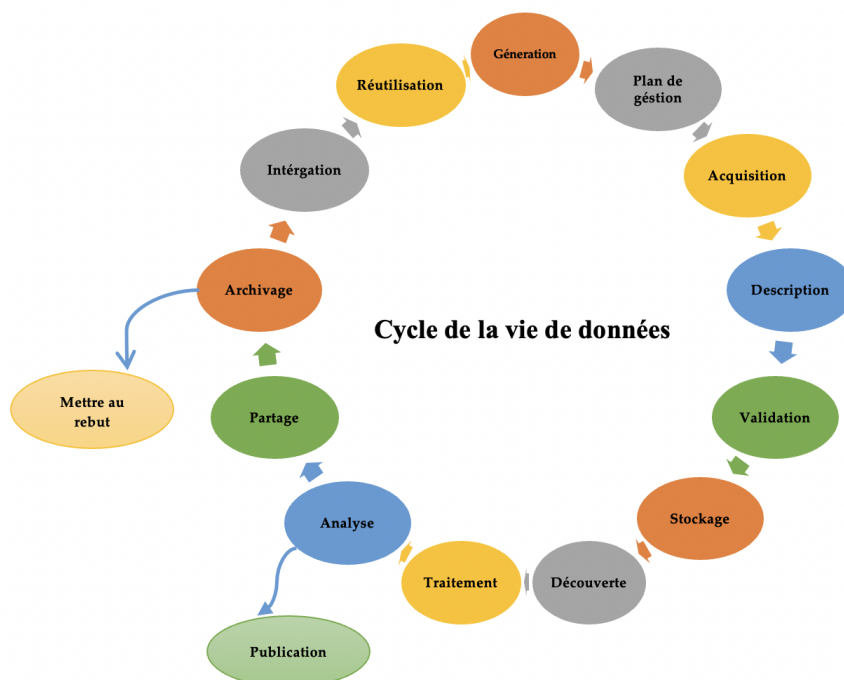 Géneration
Plan de
géstion
Réutilisation
Acquisition
Intérgation
Description
Archivage
Cycle de la vie de données
Mettre au
rebut
Partage
Validation
Stockage
Analyse
Découverte
Traitement
Publication